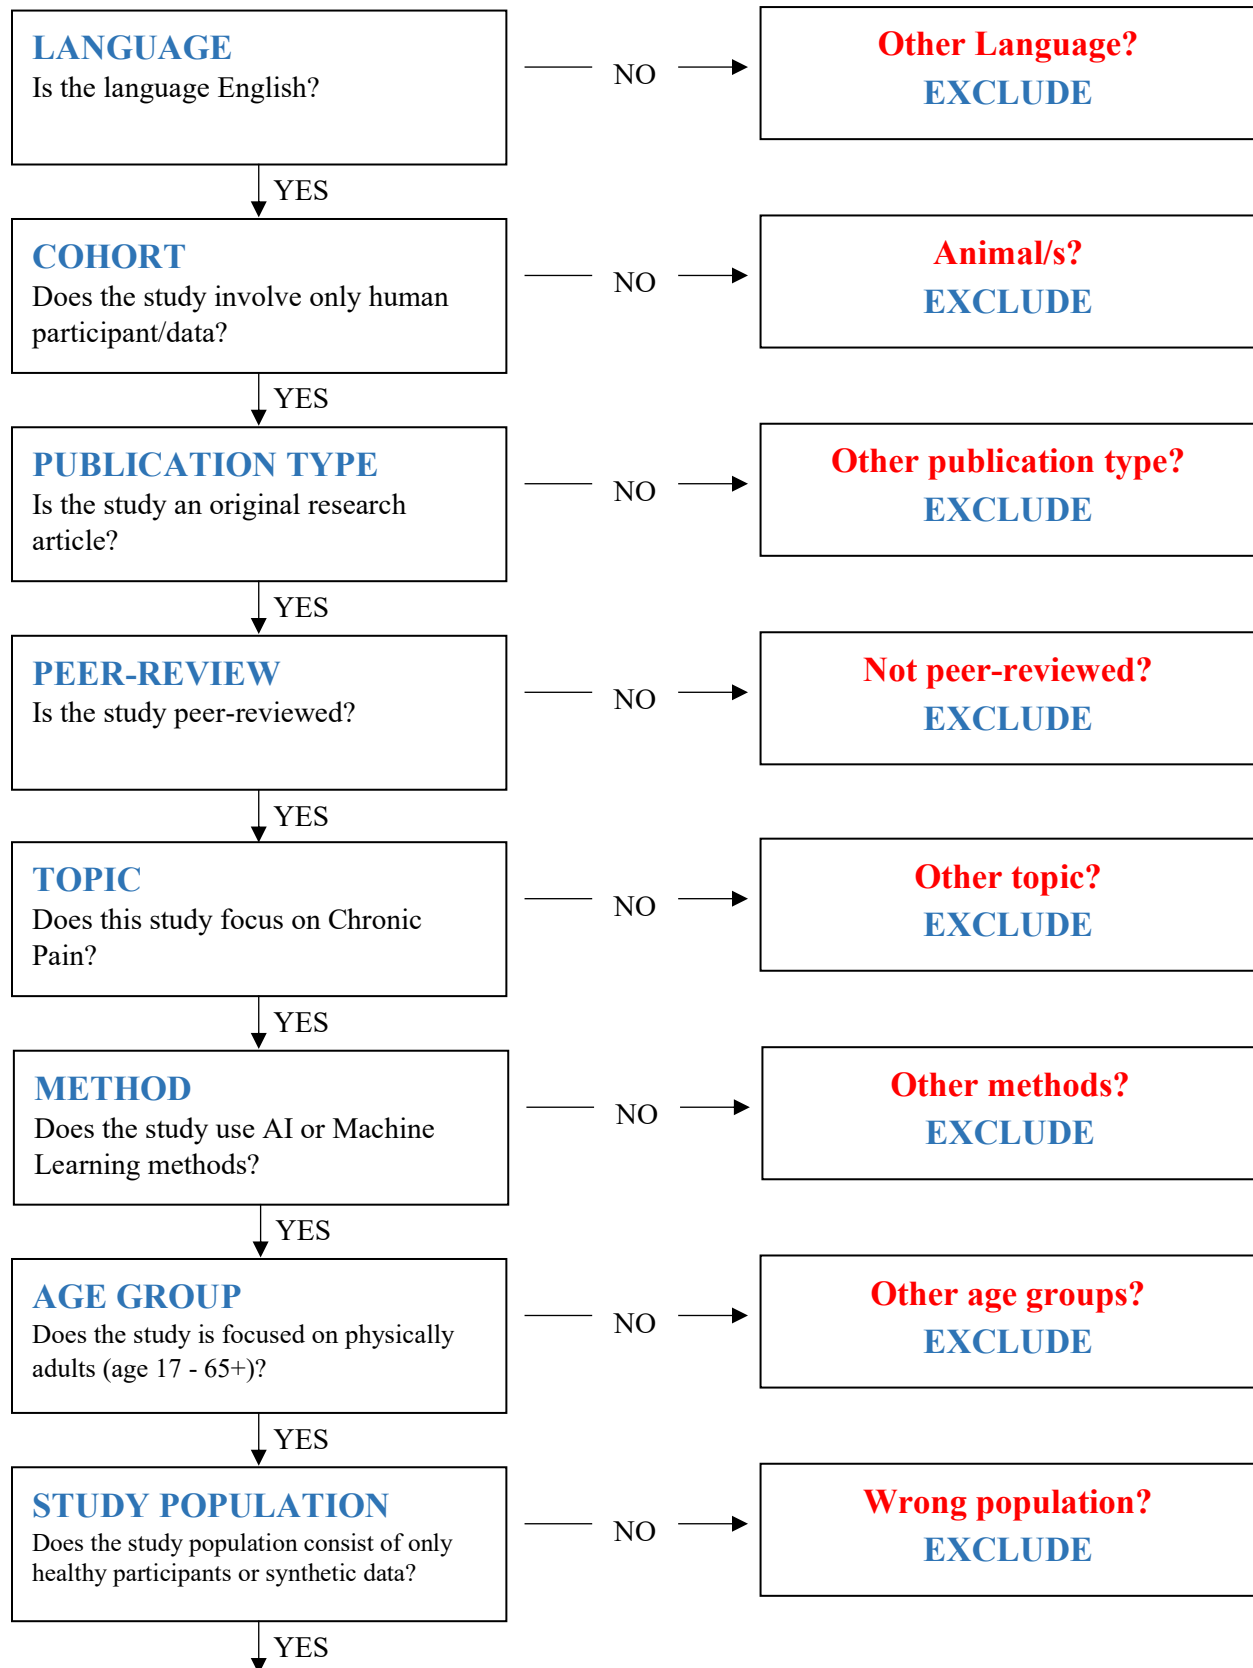 LANGUAGE
Is the language English?
NO
Other Language?
EXCLUDE
YES
COHORT
Does the study involve only human
participant/data?
NO
Animal/s?
EXCLUDE
YES
PUBLICATION TYPE
Is the study an original research
article?
NO
Other publication type?
EXCLUDE
YES
PEER-REVIEW
Is the study peer-reviewed?
NO
Not peer-reviewed?
EXCLUDE
YES
TOPIC
Does this study focus on Chronic
Pain?
NO
Other topic?
EXCLUDE
YES
METHOD
Does the study use AI or Machine
Learning methods?
NO
Other methods?
EXCLUDE
YES
AGE GROUP
Does the study is focused on physically
adults (age 17 - 65+)?
NO
Other age groups?
EXCLUDE
YES
STUDY POPULATION
Does the study population consist of only
healthy participants or synthetic data?
NO
Wrong population?
EXCLUDE
YES